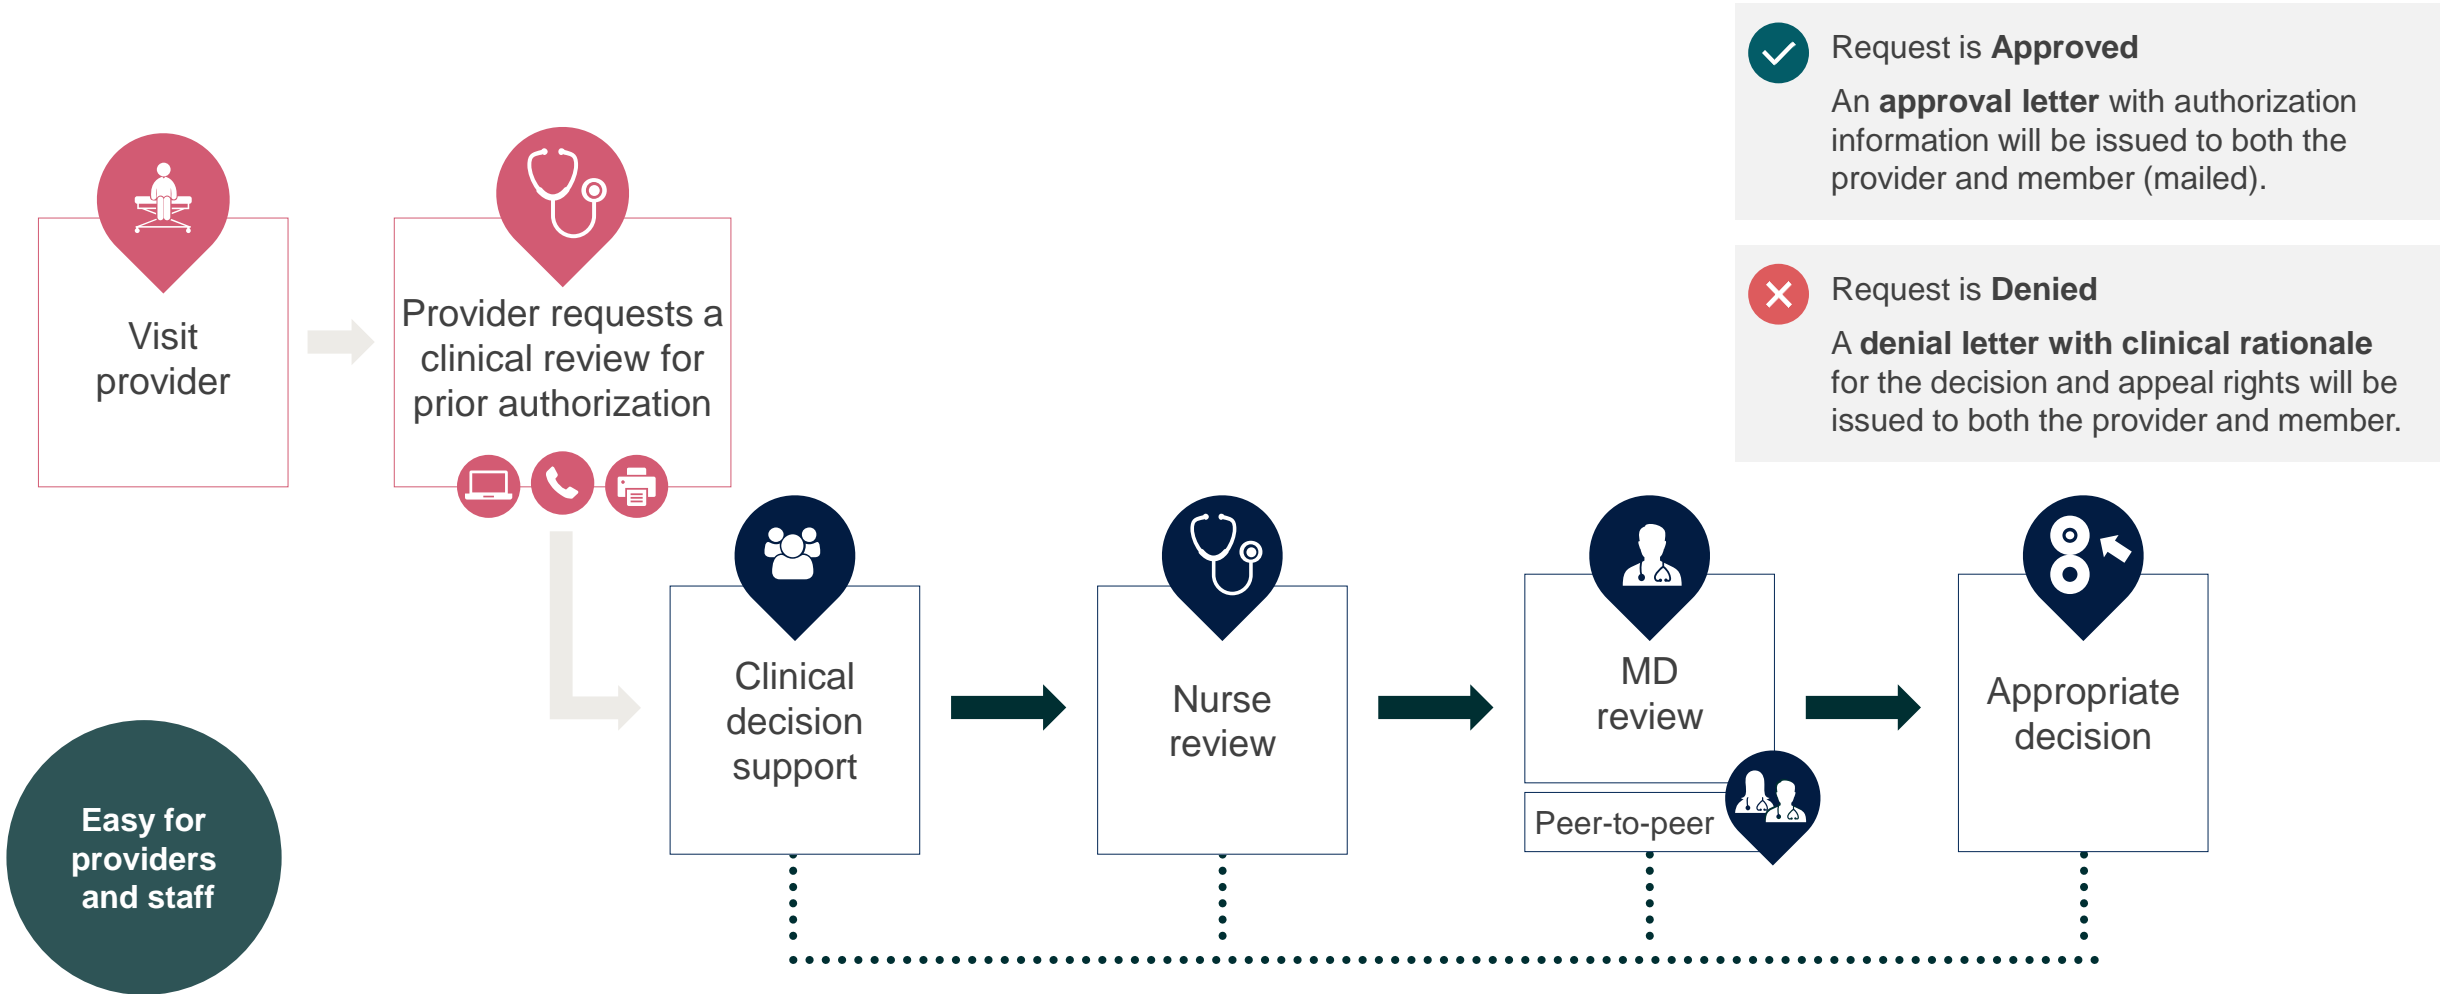 Request is Approved
An approval letter with authorization
information will be issued to both the
provider and member (mailed).
Request is Denied
A denial letter with clinical rationale
for the decision and appeal rights will be
issued to both the provider and member.
Visit
provider
Provider requests a
clinical review for
prior authorization
Clinical
decision
support
Nurse
review
MD
review
Peer-to-peer
Appropriate
decision
Easy for
providers
and staff